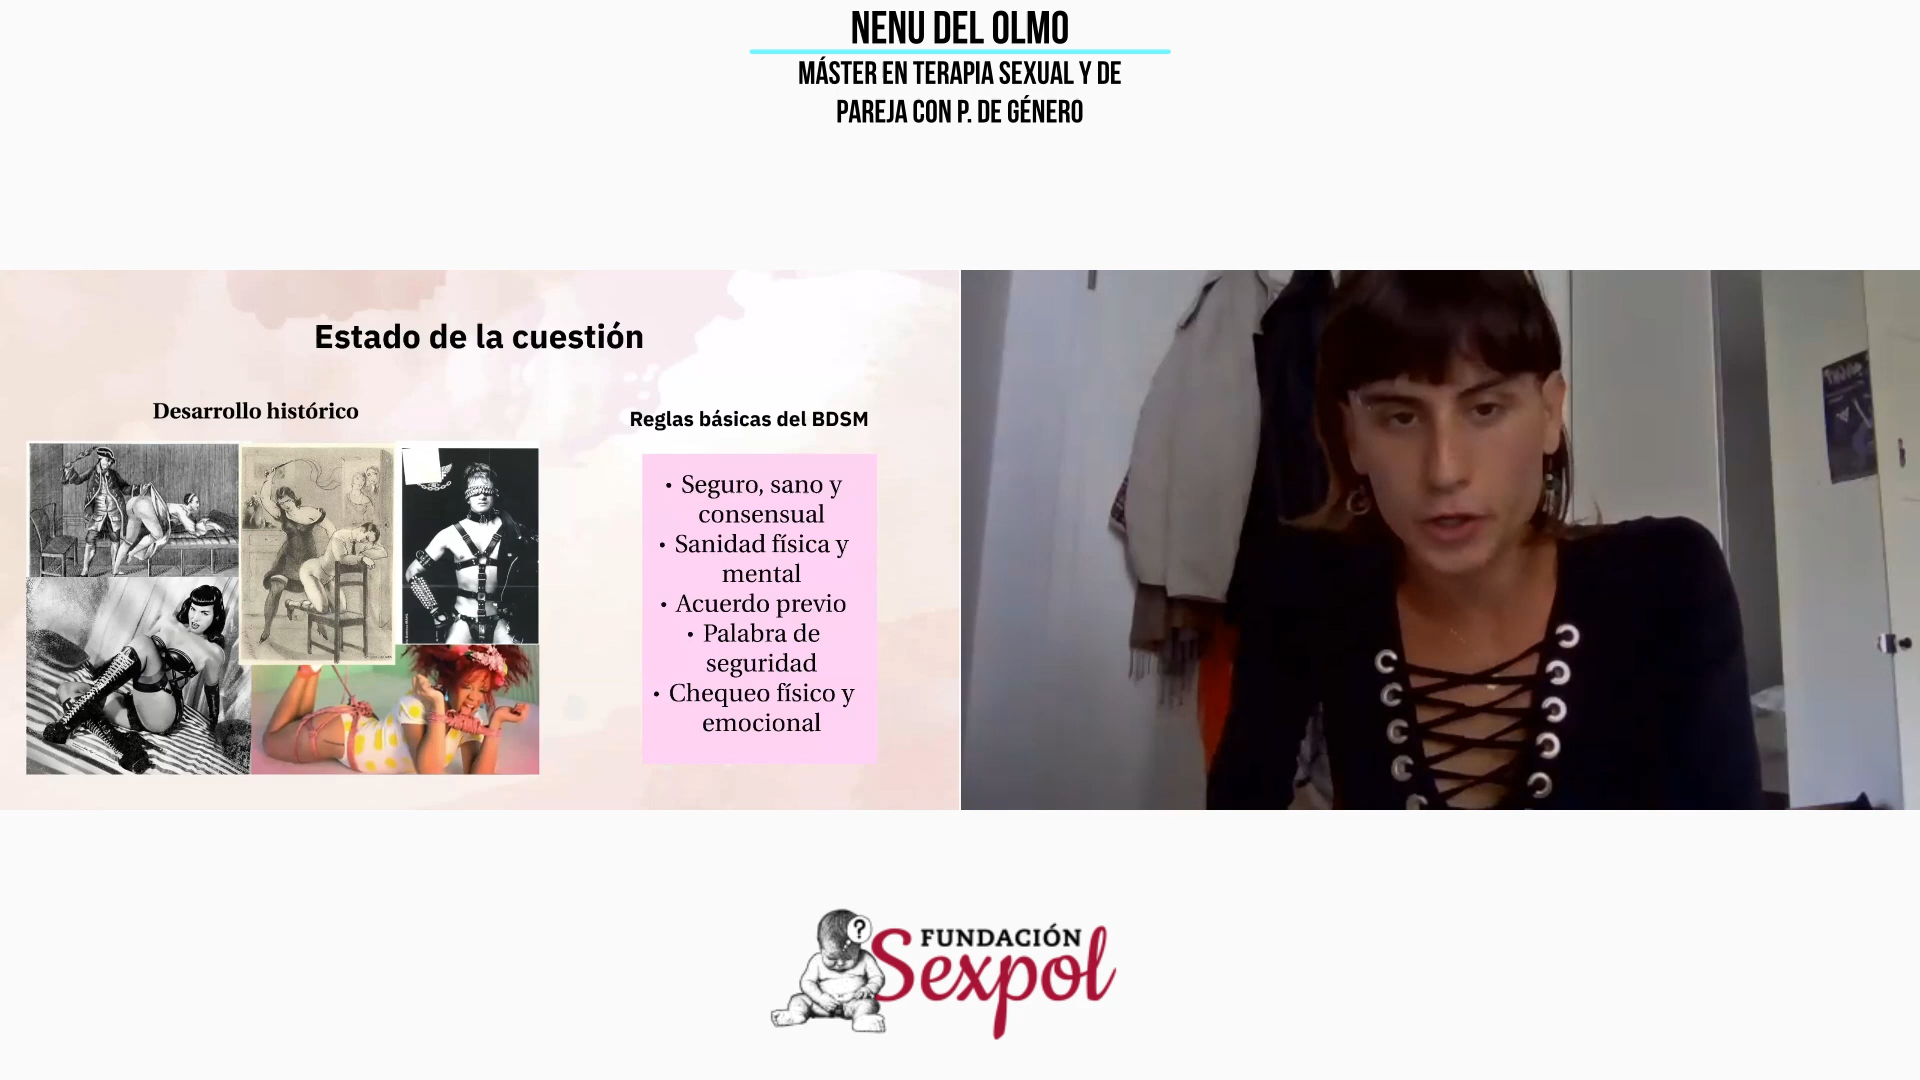 NENU DEL OLMO
MÁSTER EN TERAPIA SEXUAL Y DE
PAREJA CON P. DE GÉNERO
Estado de la cuestión
Desarrollo histórico
Reglas básicas del BDSM
• Seguro, sano y
consensual
• Sanidad física y
mental
• Acuerdo previo
• Palabra de
seguridad
• Chequeo físico y
emocional
?
FUNDACIÓN
Sexpol